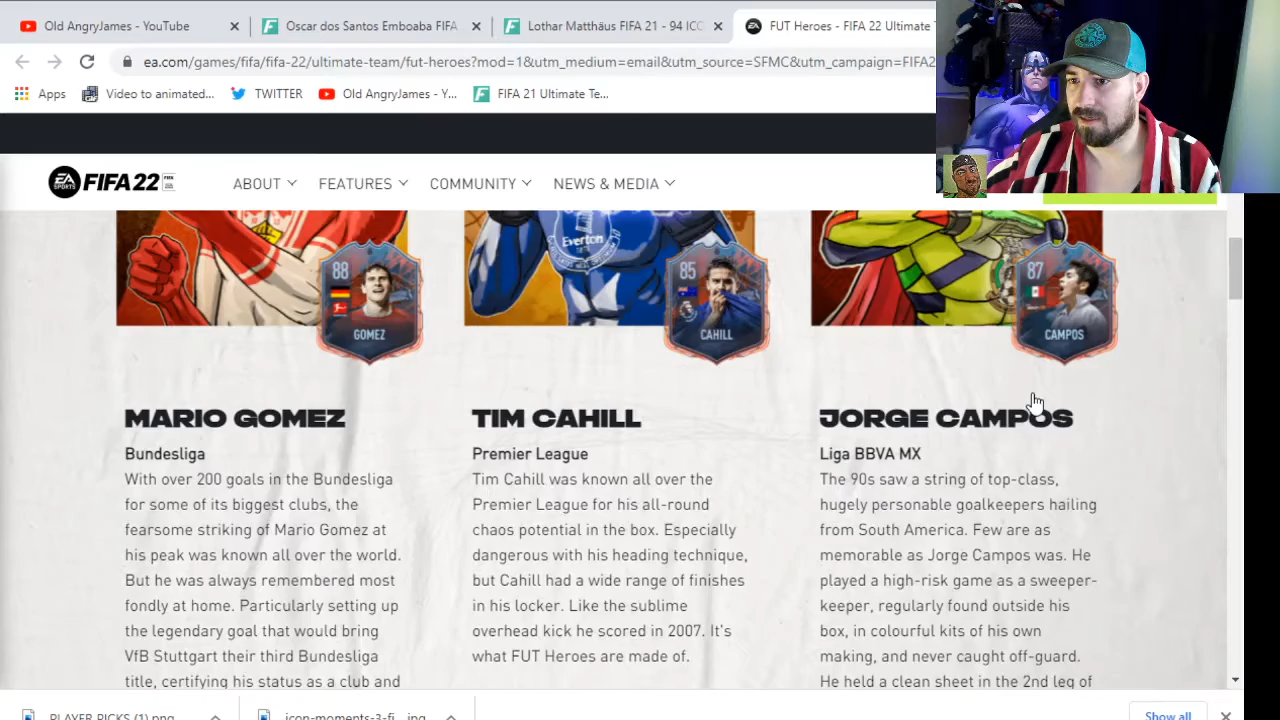 Old AngryJames - YouTube
Oscar dos Santos Emboaba FIFA
Lothar Matthäus FIFA 21 - 94 ICO
FUT Heroes - FIFA 22 Ultimate
ea.com/games/fifa/fifa-22/ultimate-team/fut-heroes?mod=1&utm_medium=email&utm_source=SFMC&utm_campaign=FIFA2
Apps
Video to animated...
TWITTER
Old AngryJames - Y...
FIFA 21 Ultimate Te...
EA SPORTS FIFA 22
ABOUT
FEATURES
COMMUNITY
NEWS & MEDIA
Everton
88
GOMEZ
85
CAHILL
87
CAMPOS
MARIO GOMEZ
Bundesliga
With over 200 goals in the Bundesliga
for some of its biggest clubs, the
fearsome striking of Mario Gomez at
his peak was known all over the world.
But he was always remembered most
fondly at home. Particularly setting up
the legendary goal that would bring
VfB Stuttgart their third Bundesliga
title, certifying his status as a club and
TIM CAHILL
Premier League
Tim Cahill was known all over the
Premier League for his all-round
chaos potential in the box. Especially
dangerous with his heading technique,
but Cahill had a wide range of finishes
in his locker. Like the sublime
overhead kick he scored in 2007. It's
what FUT Heroes are made of.
JORGE CAMPOS
Liga BBVA MX
The 90s saw a string of top-class,
hugely personable goalkeepers hailing
from South America. Few are as
memorable as Jorge Campos was. He
played a high-risk game as a sweeper-
keeper, regularly found outside his
box, in colourful kits of his own
making, and never caught off-guard.
He held a clean sheet in the 2nd leg of
PLAYER PICKS (1).png
icon-moments-3-fi....jpg
Show all